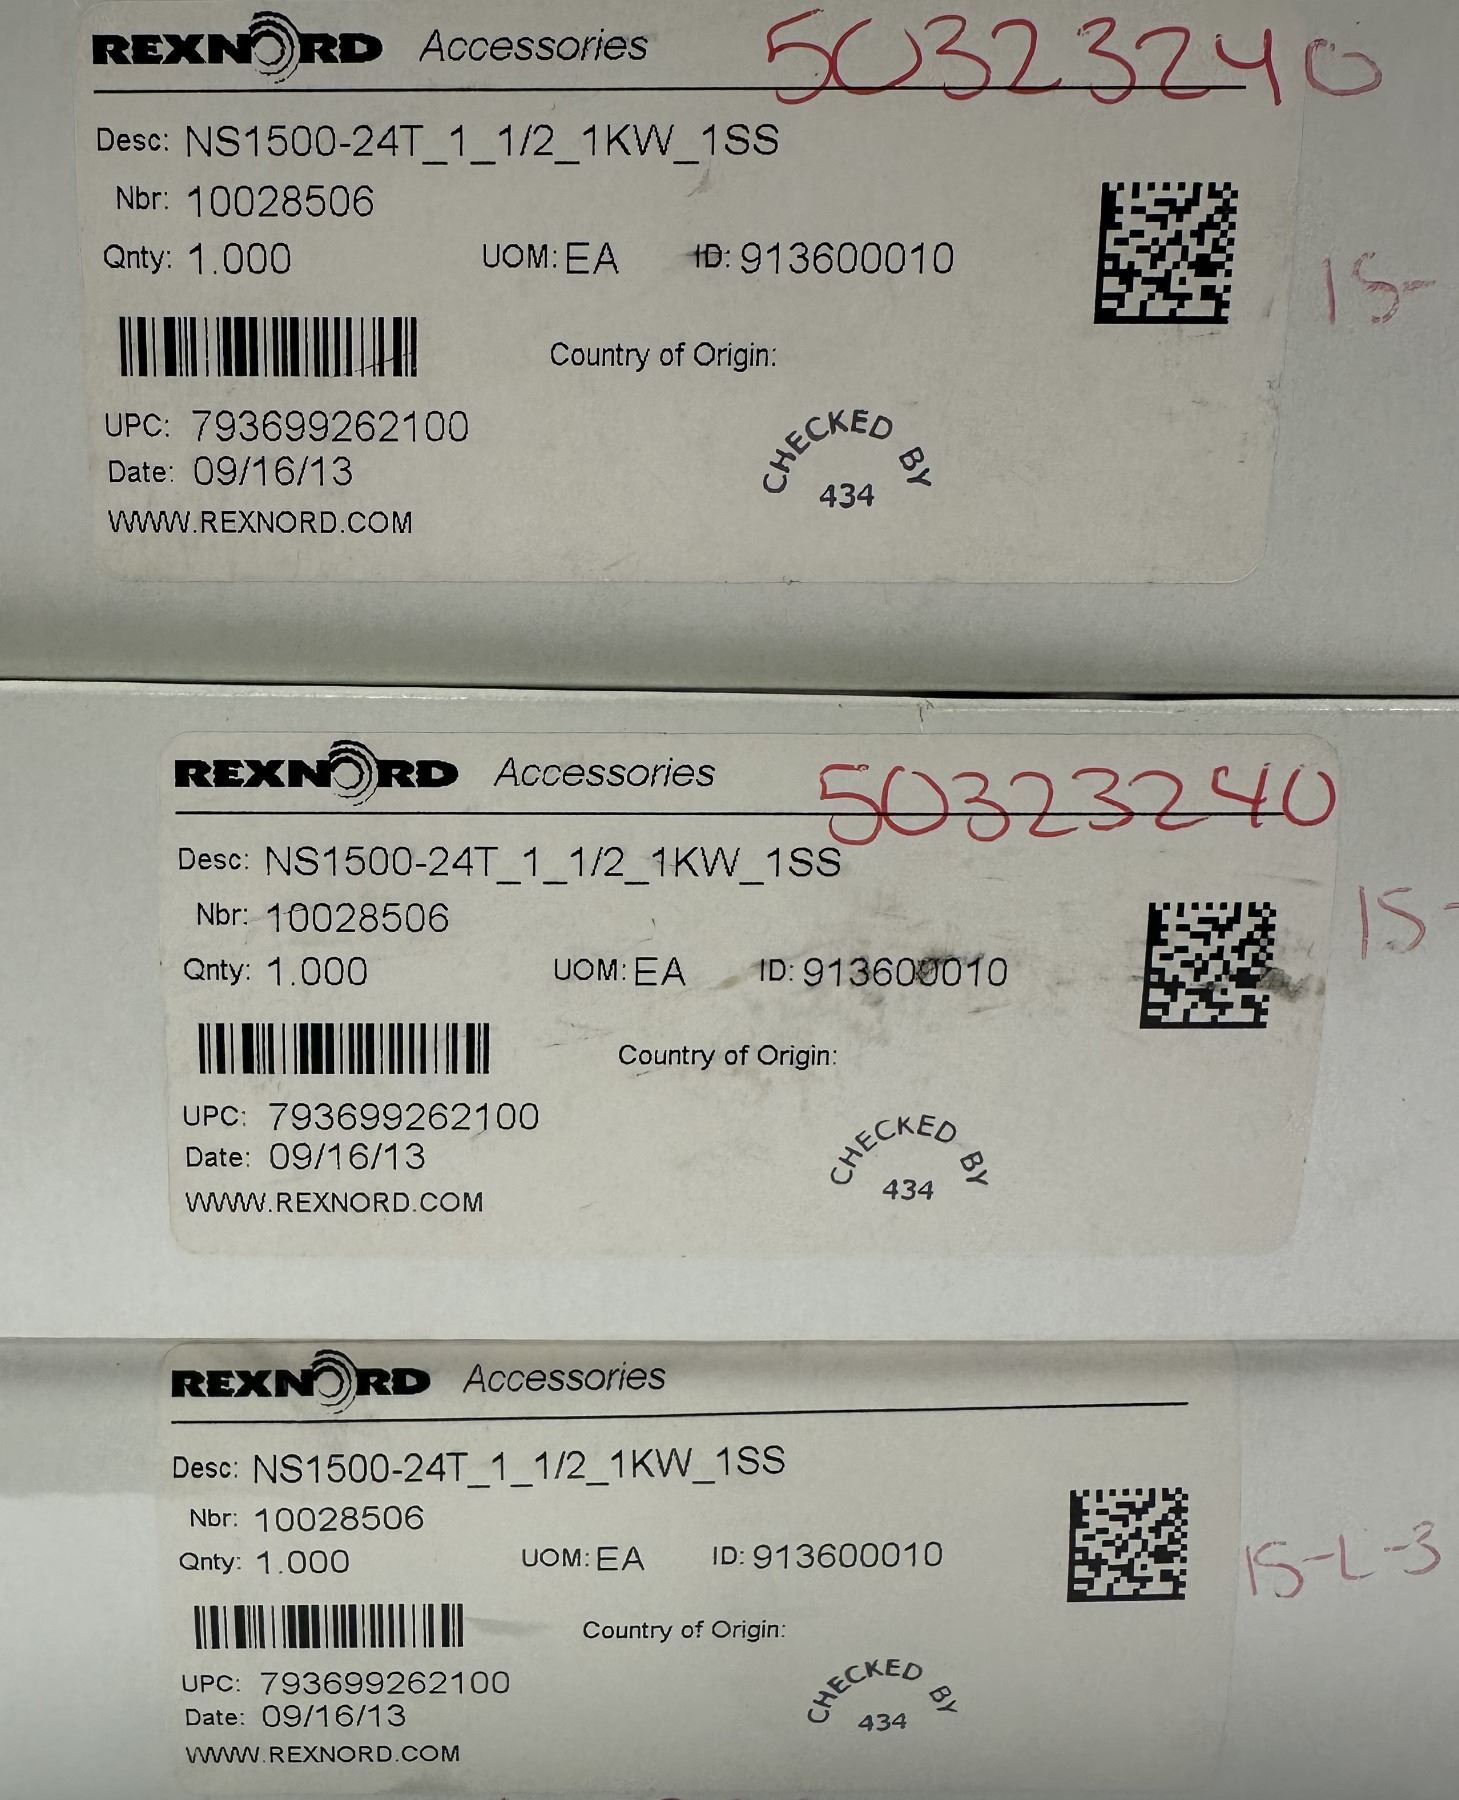 REXNORD Accessories 50323240
Desc: NS1500-24T_1_1/2_1KW_1SS
Nbr: 10028506
Qnty: 1.000 UOM: EA ID: 913600010
15-
Country of Origin:
UPC: 793699262100
CHECKED BY
434
Date: 09/16/13
WWW.REXNORD.COM
REXNORD Accessories 50323240
Desc: NS1500-24T_1_1/2_1KW_1SS
Nbr: 10028506
15-
Qnty: 1.000 UOM: EA ID: 913600010
Country of Origin:
UPC: 793699262100
CHECKED BY
434
Date: 09/16/13
WWW.REXNORD.COM
REXNORD Accessories
Desc: NS1500-24T_1_1/2_1KW_1SS
Nbr: 10028506
Qnty: 1.000 UOM: EA ID: 913600010
15-L-3
Country of Origin:
UPC: 793699262100
CHECKED BY
434
Date: 09/16/13
WWW.REXNORD.COM